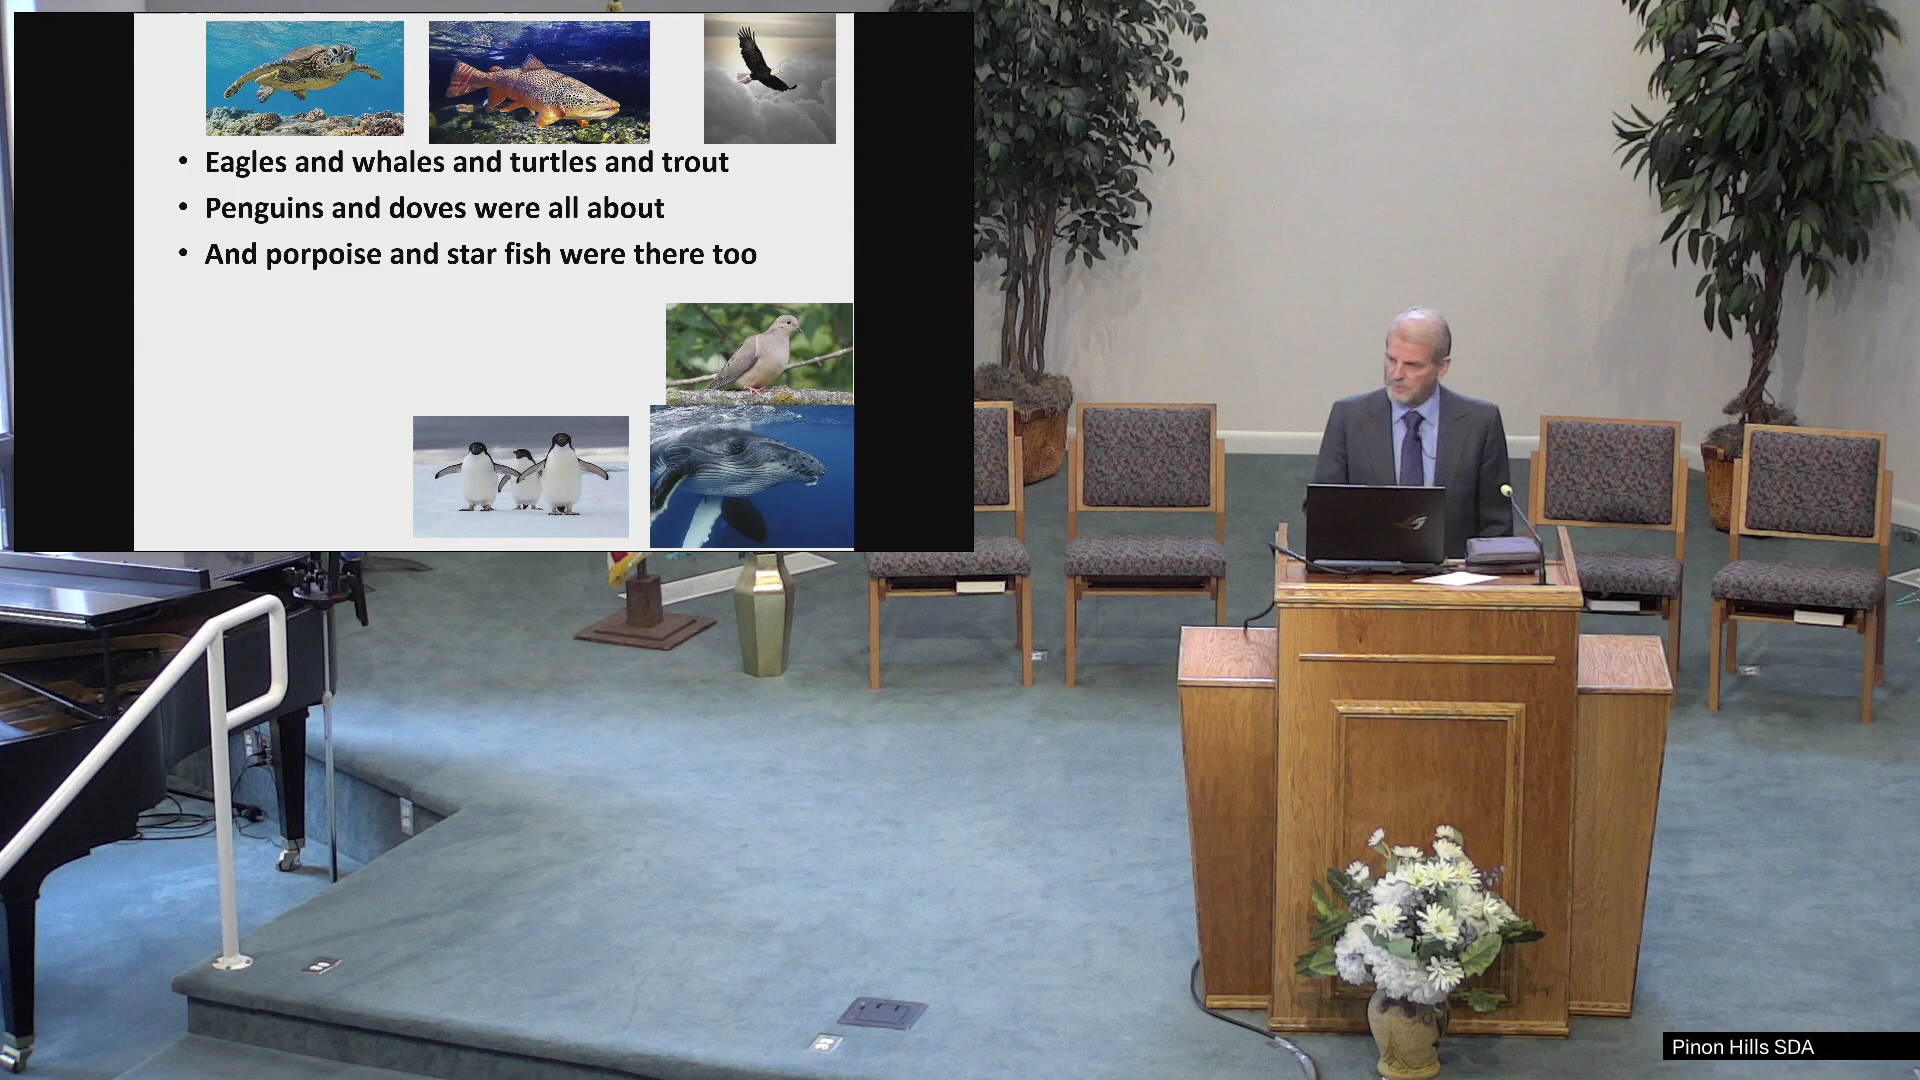 Eagles and whales and turtles and trout
Penguins and doves were all about
And porpoise and star fish were there too
Pinon Hills SDA